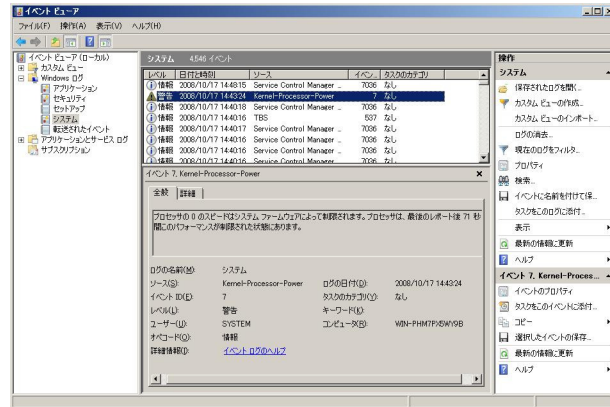 イベント ビューア
ファイル(F) 操作(A) 表示(V) ヘルプ(H)
イベント ビューア (ローカル)
カスタム ビュー
Windows ログ
アプリケーション
セキュリティ
セットアップ
システム
転送されたイベント
アプリケーションとサービス ログ
サブスクリプション
システム 4,546 イベント
レベル 日付と時刻 ソース イベン... タスクのカテゴリ
情報 2008/10/17 14:48:15 Service Control Manager ... 7036 なし
警告 2008/10/17 14:43:24 Kernel-Processor-Power 7 なし
情報 2008/10/17 14:40:18 Service Control Manager ... 7036 なし
情報 2008/10/17 14:40:16 TBS 537 なし
情報 2008/10/17 14:40:16 Service Control Manager ... 7036 なし
情報 2008/10/17 14:40:16 Service Control Manager ... 7036 なし
イベント 7, Kernel-Processor-Power
全般 詳細
プロセッサの 0 のスピードはシステム ファームウェアによって制限されます。プロセッサは、最後のレポート後 71 秒
間このパフォーマンスが制限された状態にあります。
ログの名前(M): システム
ソース(S): Kernel-Processor-Power ログの日付(D): 2008/10/17 14:43:24
イベント ID(E): 7 タスクのカテゴリ(Y): なし
レベル(L): 警告 キーワード(K):
ユーザー(U): SYSTEM コンピュータ(R): WIN-PHM7PX5WY9B
オペコード(O): 情報
詳細情報(I): イベント ログのヘルプ
操作
システム
保存されたログを開く...
カスタム ビューの作成...
カスタム ビューのインポート...
ログの消去...
現在のログをフィルタ...
プロパティ
検索...
イベントに名前を付けて保...
タスクをこのログに添付...
表示
最新の情報に更新
ヘルプ
イベント 7, Kernel-Proces...
イベントのプロパティ
タスクをこのイベントに添付...
コピー
選択したイベントの保存...
最新の情報に更新
ヘルプ